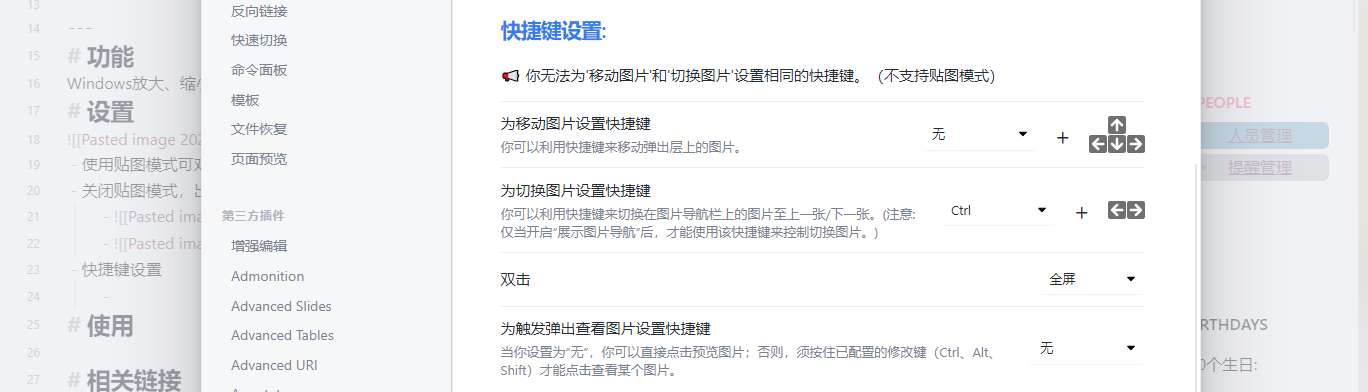 13
14 ---
15 # 功能
16 Windows放大、缩小
17 # 设置
18 ![[Pasted image 202
19 - 使用贴图模式可对
20 - 关闭贴图模式，出
21 - ![[Pasted ima
22 - ![[Pasted ima
23 - 快捷键设置
24 -
25 # 使用
26
27 # 相关链接
反向链接
快速切换
命令面板
模板
文件恢复
页面预览
第三方插件
增强编辑
Admonition
Advanced Slides
Advanced Tables
Advanced URI
快捷键设置:
你无法为'移动图片'和'切换图片'设置相同的快捷键。（不支持贴图模式）
为移动图片设置快捷键
你可以利用快捷键来移动弹出层上的图片。
无 +
为切换图片设置快捷键
你可以利用快捷键来切换在图片导航栏上的图片至上一张/下一张。(注意:
仅当开启“展示图片导航”后，才能使用该快捷键来控制切换图片。)
Ctrl +
双击
全屏
为触发弹出查看图片设置快捷键
当你设置为“无”，你可以直接点击预览图片；否则，须按住已配置的修改键（Ctrl、Alt、
Shift）才能点击查看某个图片。
无
PEOPLE
人员管理
提醒管理
RTHDAYS
0个生日: